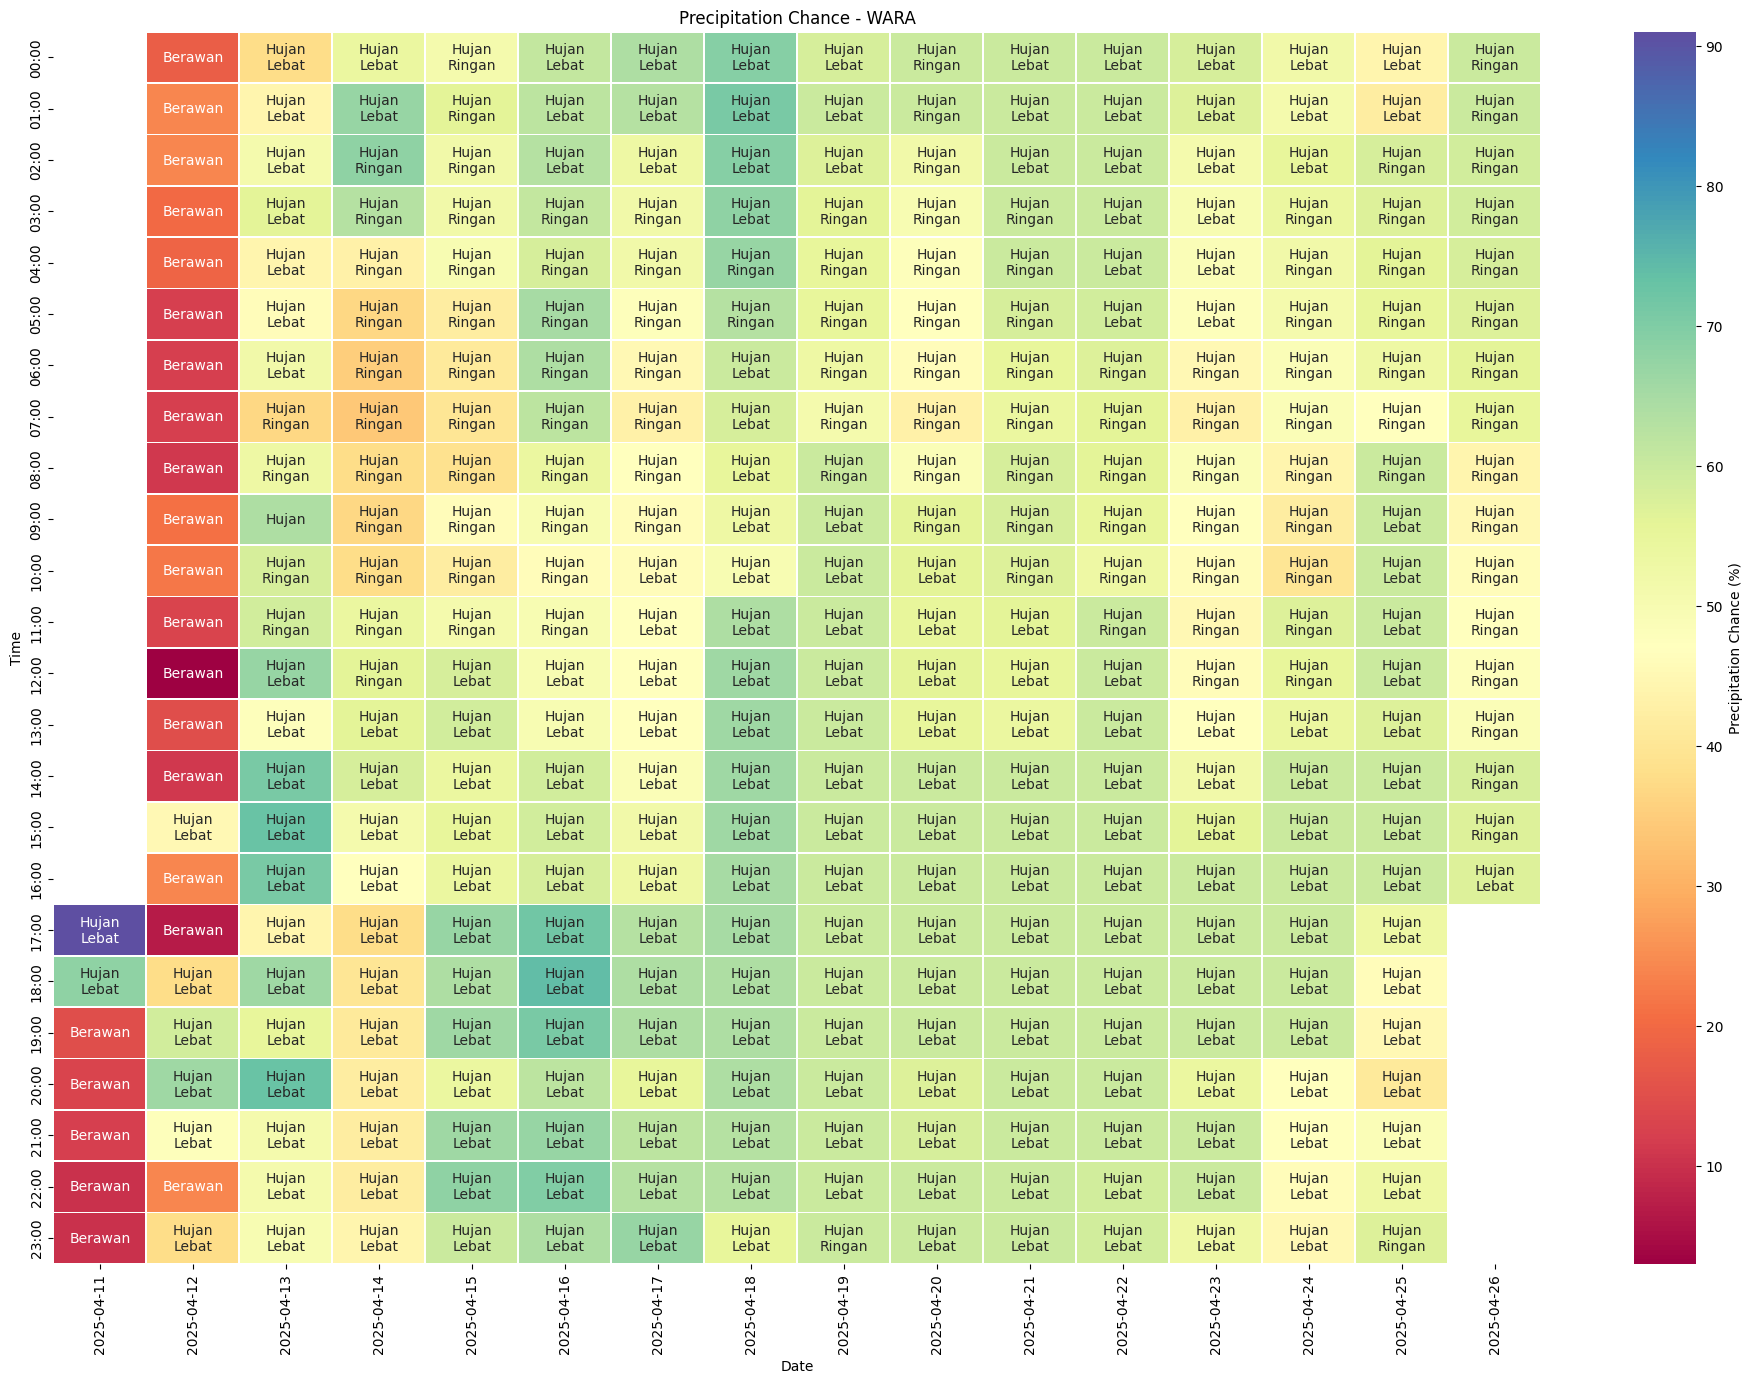 Precipitation Chance - WARA
00:00 Berawan Hujan Lebat Hujan Lebat Hujan Ringan Hujan Lebat Hujan Lebat Hujan Lebat Hujan Lebat Hujan Ringan Hujan Lebat Hujan Lebat Hujan Lebat Hujan Lebat Hujan Lebat Hujan Ringan
01:00 Berawan Hujan Lebat Hujan Lebat Hujan Ringan Hujan Lebat Hujan Lebat Hujan Lebat Hujan Lebat Hujan Ringan Hujan Lebat Hujan Lebat Hujan Lebat Hujan Lebat Hujan Lebat Hujan Ringan
02:00 Berawan Hujan Lebat Hujan Ringan Hujan Ringan Hujan Lebat Hujan Lebat Hujan Lebat Hujan Lebat Hujan Ringan Hujan Lebat Hujan Lebat Hujan Lebat Hujan Lebat Hujan Ringan Hujan Ringan
03:00 Berawan Hujan Lebat Hujan Ringan Hujan Ringan Hujan Ringan Hujan Ringan Hujan Lebat Hujan Ringan Hujan Ringan Hujan Ringan Hujan Lebat Hujan Lebat Hujan Ringan Hujan Ringan Hujan Ringan
04:00 Berawan Hujan Lebat Hujan Ringan Hujan Ringan Hujan Ringan Hujan Ringan Hujan Ringan Hujan Ringan Hujan Ringan Hujan Ringan Hujan Lebat Hujan Lebat Hujan Ringan Hujan Ringan Hujan Ringan
05:00 Berawan Hujan Lebat Hujan Ringan Hujan Ringan Hujan Ringan Hujan Ringan Hujan Ringan Hujan Ringan Hujan Ringan Hujan Ringan Hujan Lebat Hujan Lebat Hujan Ringan Hujan Ringan Hujan Ringan
06:00 Berawan Hujan Lebat Hujan Ringan Hujan Ringan Hujan Ringan Hujan Ringan Hujan Lebat Hujan Ringan Hujan Ringan Hujan Ringan Hujan Ringan Hujan Ringan Hujan Ringan Hujan Ringan Hujan Ringan
07:00 Berawan Hujan Ringan Hujan Ringan Hujan Ringan Hujan Ringan Hujan Ringan Hujan Lebat Hujan Ringan Hujan Ringan Hujan Ringan Hujan Ringan Hujan Ringan Hujan Ringan Hujan Ringan Hujan Ringan
08:00 Berawan Hujan Ringan Hujan Ringan Hujan Ringan Hujan Ringan Hujan Ringan Hujan Lebat Hujan Ringan Hujan Ringan Hujan Ringan Hujan Ringan Hujan Ringan Hujan Ringan Hujan Ringan Hujan Ringan
09:00 Berawan Hujan Hujan Ringan Hujan Ringan Hujan Ringan Hujan Ringan Hujan Lebat Hujan Lebat Hujan Ringan Hujan Ringan Hujan Ringan Hujan Ringan Hujan Ringan Hujan Lebat Hujan Ringan
10:00 Berawan Hujan Ringan Hujan Ringan Hujan Ringan Hujan Ringan Hujan Lebat Hujan Lebat Hujan Lebat Hujan Lebat Hujan Ringan Hujan Ringan Hujan Ringan Hujan Ringan Hujan Lebat Hujan Ringan
11:00 Berawan Hujan Ringan Hujan Ringan Hujan Ringan Hujan Ringan Hujan Lebat Hujan Lebat Hujan Lebat Hujan Lebat Hujan Lebat Hujan Ringan Hujan Ringan Hujan Ringan Hujan Lebat Hujan Ringan
12:00 Berawan Hujan Lebat Hujan Ringan Hujan Lebat Hujan Lebat Hujan Lebat Hujan Lebat Hujan Lebat Hujan Lebat Hujan Lebat Hujan Lebat Hujan Ringan Hujan Ringan Hujan Lebat Hujan Ringan
13:00 Berawan Hujan Lebat Hujan Lebat Hujan Lebat Hujan Lebat Hujan Lebat Hujan Lebat Hujan Lebat Hujan Lebat Hujan Lebat Hujan Lebat Hujan Lebat Hujan Lebat Hujan Lebat Hujan Ringan
14:00 Berawan Hujan Lebat Hujan Lebat Hujan Lebat Hujan Lebat Hujan Lebat Hujan Lebat Hujan Lebat Hujan Lebat Hujan Lebat Hujan Lebat Hujan Lebat Hujan Lebat Hujan Lebat Hujan Ringan
15:00 Hujan Lebat Hujan Lebat Hujan Lebat Hujan Lebat Hujan Lebat Hujan Lebat Hujan Lebat Hujan Lebat Hujan Lebat Hujan Lebat Hujan Lebat Hujan Lebat Hujan Lebat Hujan Lebat Hujan Ringan
16:00 Berawan Hujan Lebat Hujan Lebat Hujan Lebat Hujan Lebat Hujan Lebat Hujan Lebat Hujan Lebat Hujan Lebat Hujan Lebat Hujan Lebat Hujan Lebat Hujan Lebat Hujan Lebat Hujan Lebat
17:00 Hujan Lebat Berawan Hujan Lebat Hujan Lebat Hujan Lebat Hujan Lebat Hujan Lebat Hujan Lebat Hujan Lebat Hujan Lebat Hujan Lebat Hujan Lebat Hujan Lebat Hujan Lebat Hujan Lebat
18:00 Hujan Lebat Hujan Lebat Hujan Lebat Hujan Lebat Hujan Lebat Hujan Lebat Hujan Lebat Hujan Lebat Hujan Lebat Hujan Lebat Hujan Lebat Hujan Lebat Hujan Lebat Hujan Lebat Hujan Lebat
19:00 Berawan Hujan Lebat Hujan Lebat Hujan Lebat Hujan Lebat Hujan Lebat Hujan Lebat Hujan Lebat Hujan Lebat Hujan Lebat Hujan Lebat Hujan Lebat Hujan Lebat Hujan Lebat Hujan Lebat
20:00 Berawan Hujan Lebat Hujan Lebat Hujan Lebat Hujan Lebat Hujan Lebat Hujan Lebat Hujan Lebat Hujan Lebat Hujan Lebat Hujan Lebat Hujan Lebat Hujan Lebat Hujan Lebat Hujan Lebat
21:00 Berawan Hujan Lebat Hujan Lebat Hujan Lebat Hujan Lebat Hujan Lebat Hujan Lebat Hujan Lebat Hujan Lebat Hujan Lebat Hujan Lebat Hujan Lebat Hujan Lebat Hujan Lebat Hujan Lebat
22:00 Berawan Berawan Hujan Lebat Hujan Lebat Hujan Lebat Hujan Lebat Hujan Lebat Hujan Lebat Hujan Lebat Hujan Lebat Hujan Lebat Hujan Lebat Hujan Lebat Hujan Lebat Hujan Lebat
23:00 Berawan Hujan Lebat Hujan Lebat Hujan Lebat Hujan Lebat Hujan Lebat Hujan Lebat Hujan Lebat Hujan Ringan Hujan Lebat Hujan Lebat Hujan Lebat Hujan Lebat Hujan Lebat Hujan Ringan
Time
2025-04-11 2025-04-12 2025-04-13 2025-04-14 2025-04-15 2025-04-16 2025-04-17 2025-04-18 2025-04-19 2025-04-20 2025-04-21 2025-04-22 2025-04-23 2025-04-24 2025-04-25 2025-04-26
Date
90
80
70
60
50
40
30
20
10
Precipitation Chance (%)